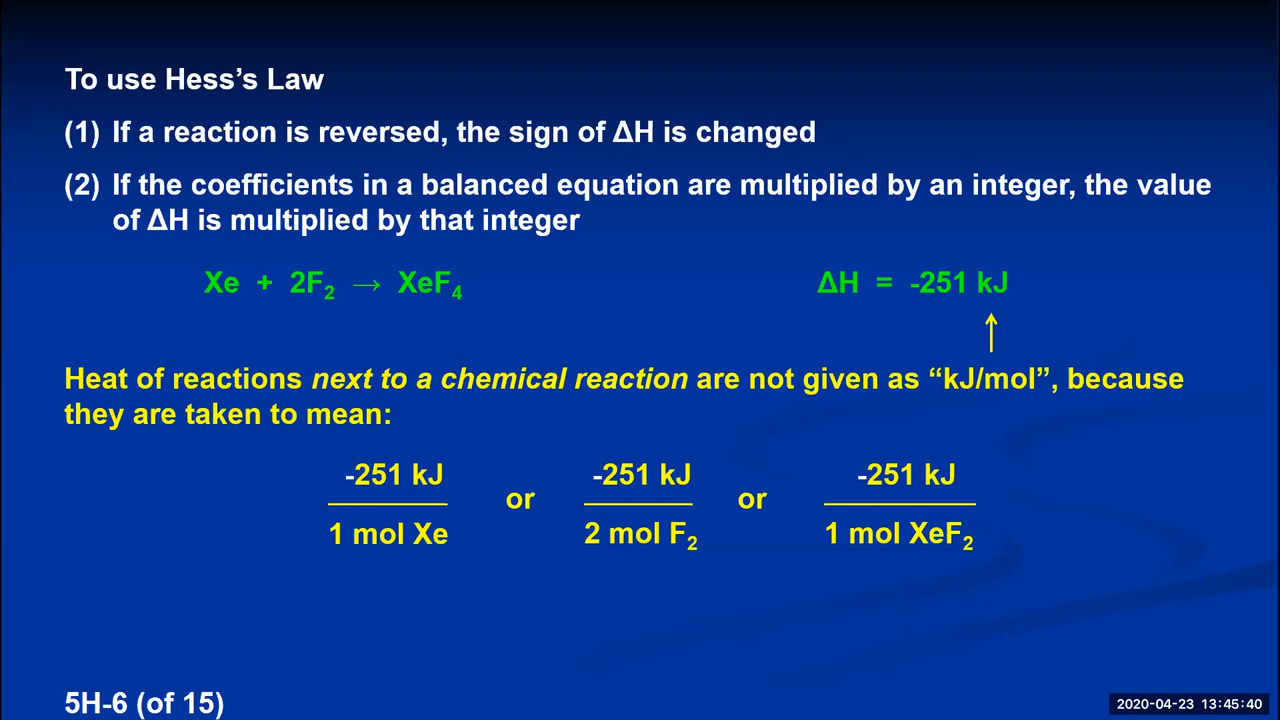 To use Hess’s Law
(1) If a reaction is reversed, the sign of ΔH is changed
(2) If the coefficients in a balanced equation are multiplied by an integer, the value
of ΔH is multiplied by that integer
Xe + 2F₂ → XeF₄ ΔH = -251 kJ
Heat of reactions next to a chemical reaction are not given as “kJ/mol”, because
they are taken to mean:
-251 kJ -251 kJ -251 kJ
or or
1 mol Xe 2 mol F₂ 1 mol XeF₂
5H-6 (of 15)
2020-04-23 13:45:40